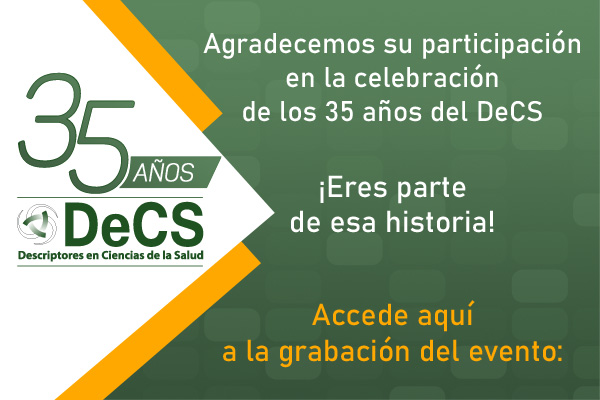 Agradecemos su participación
en la celebración
de los 35 años del DeCS
35
AÑOS
DeCS
Descriptores en Ciencias de la Salud
¡Eres parte
de esa historia!
Accede aquí
a la grabación del evento: